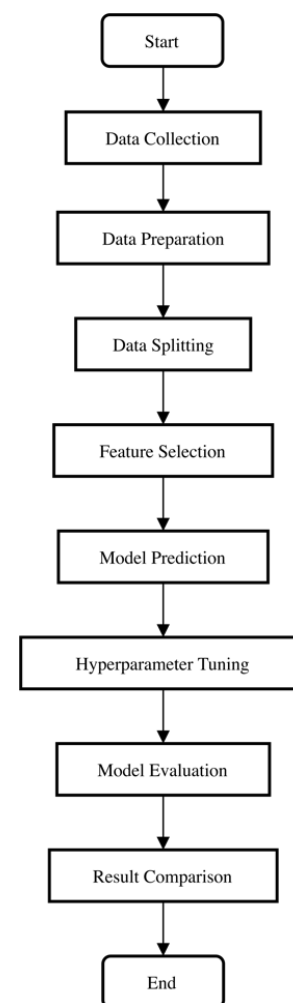 Start
Data Collection
Data Preparation
Data Splitting
Feature Selection
Model Prediction
Hyperparameter Tuning
Model Evaluation
Result Comparison
End